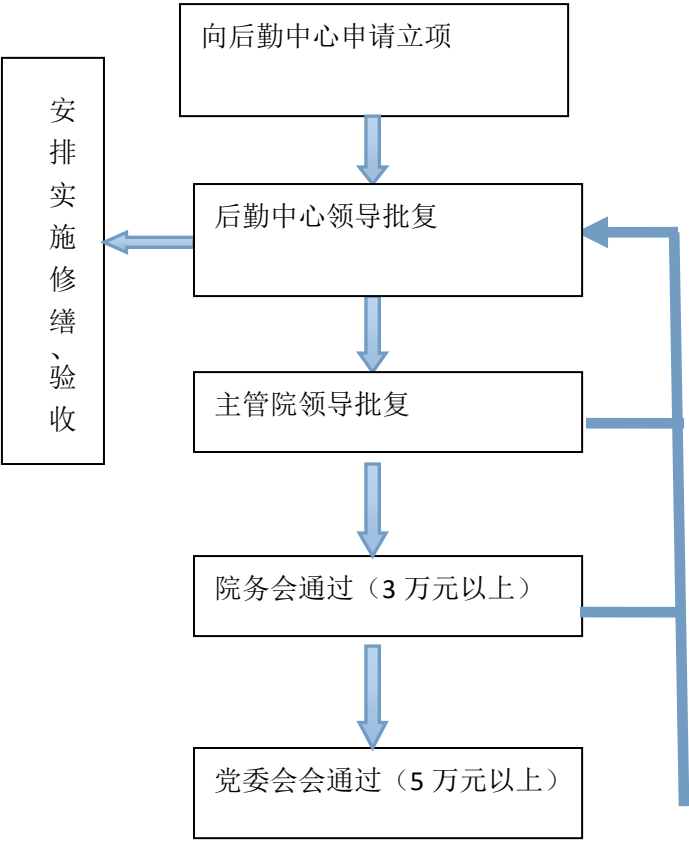 向后勤中心申请立项
安排实施修缮、验收
后勤中心领导批复
主管院领导批复
院务会通过（3 万元以上）
党委会会通过（5 万元以上）